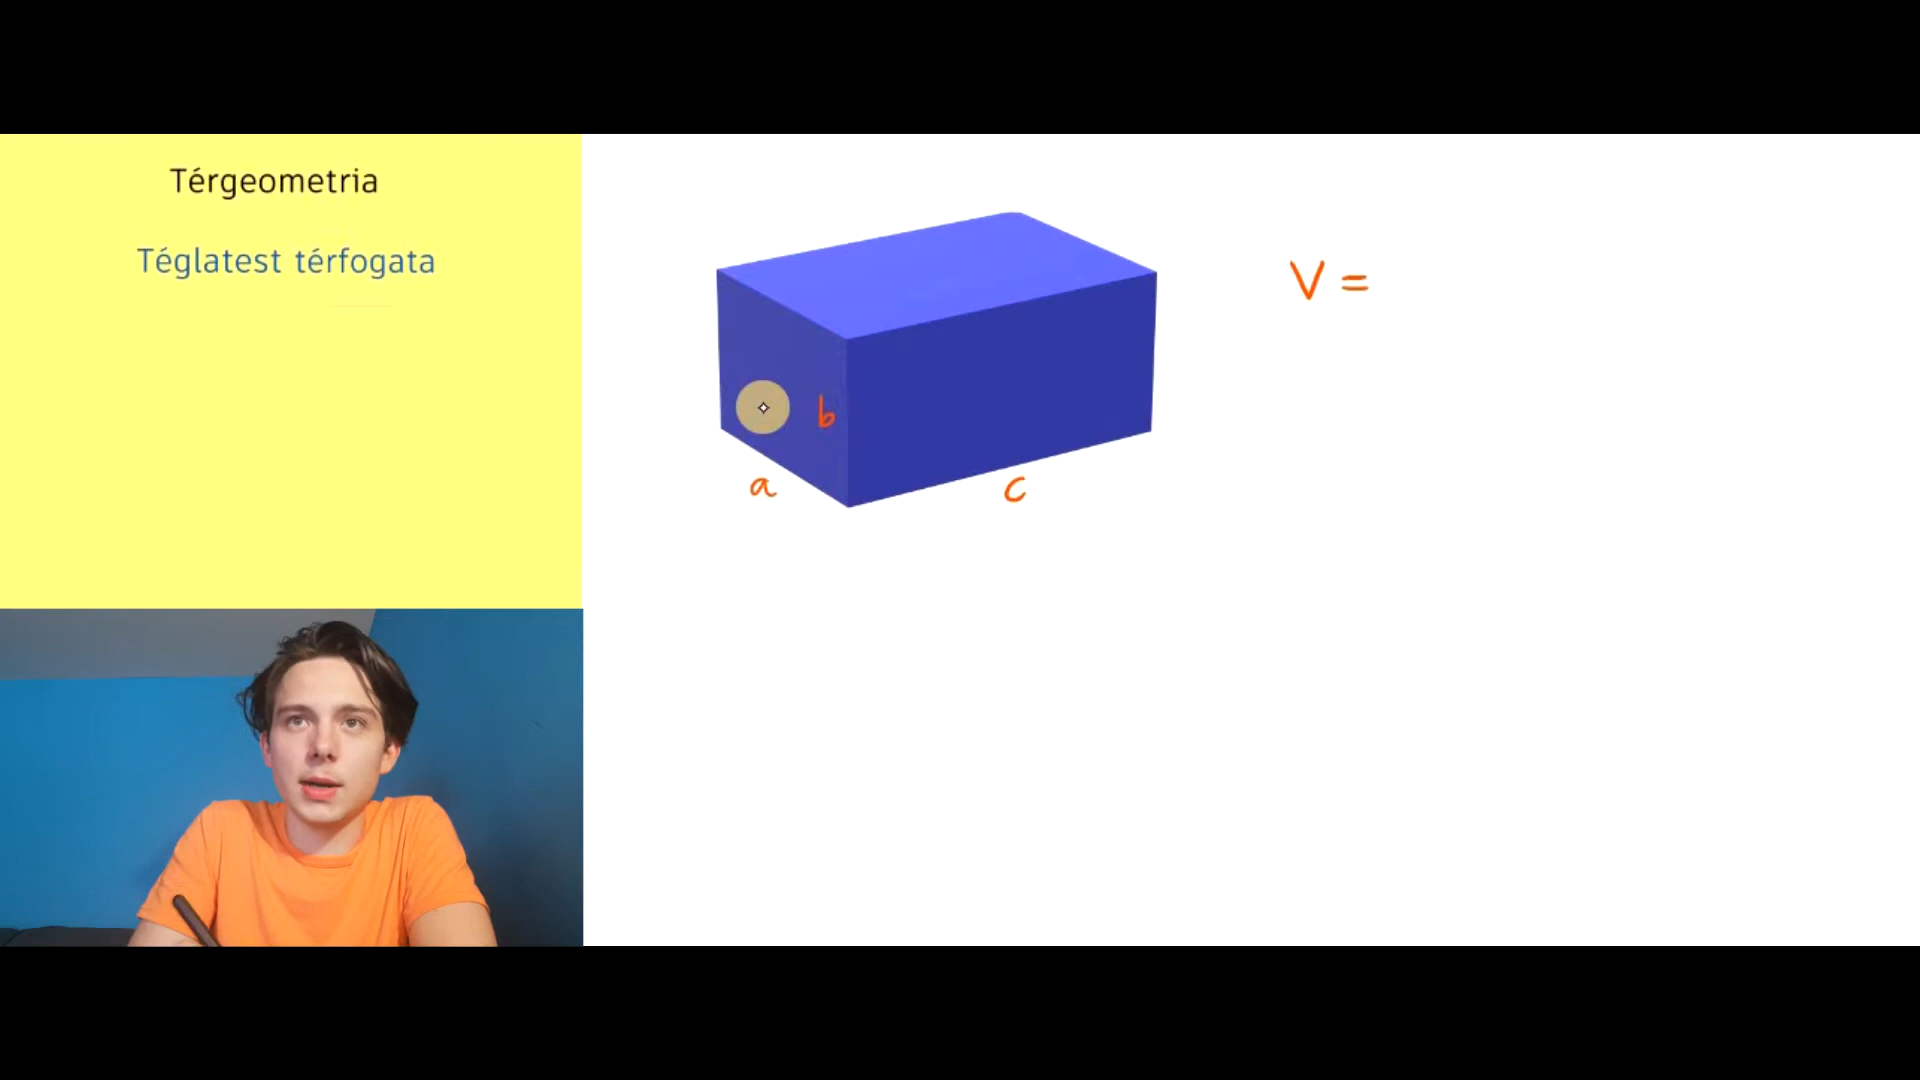 Térgeometria
Téglatest térfogata
V =
b
a
c